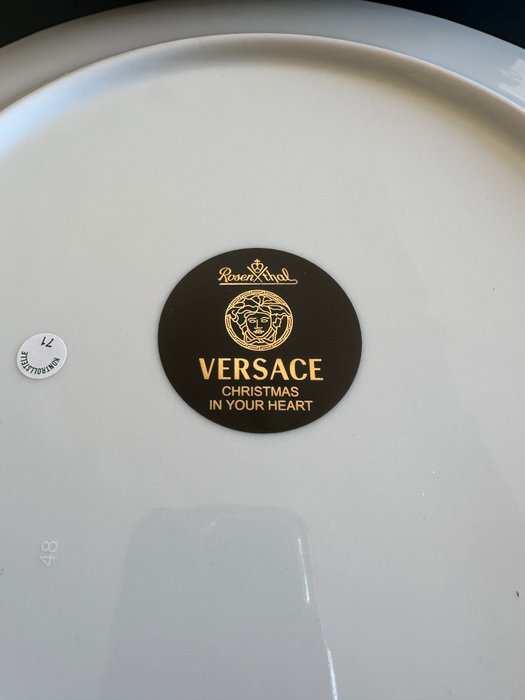 Rosenthal
VERSACE
CHRISTMAS
IN YOUR HEART
KONTROLLSTELLE
71
48